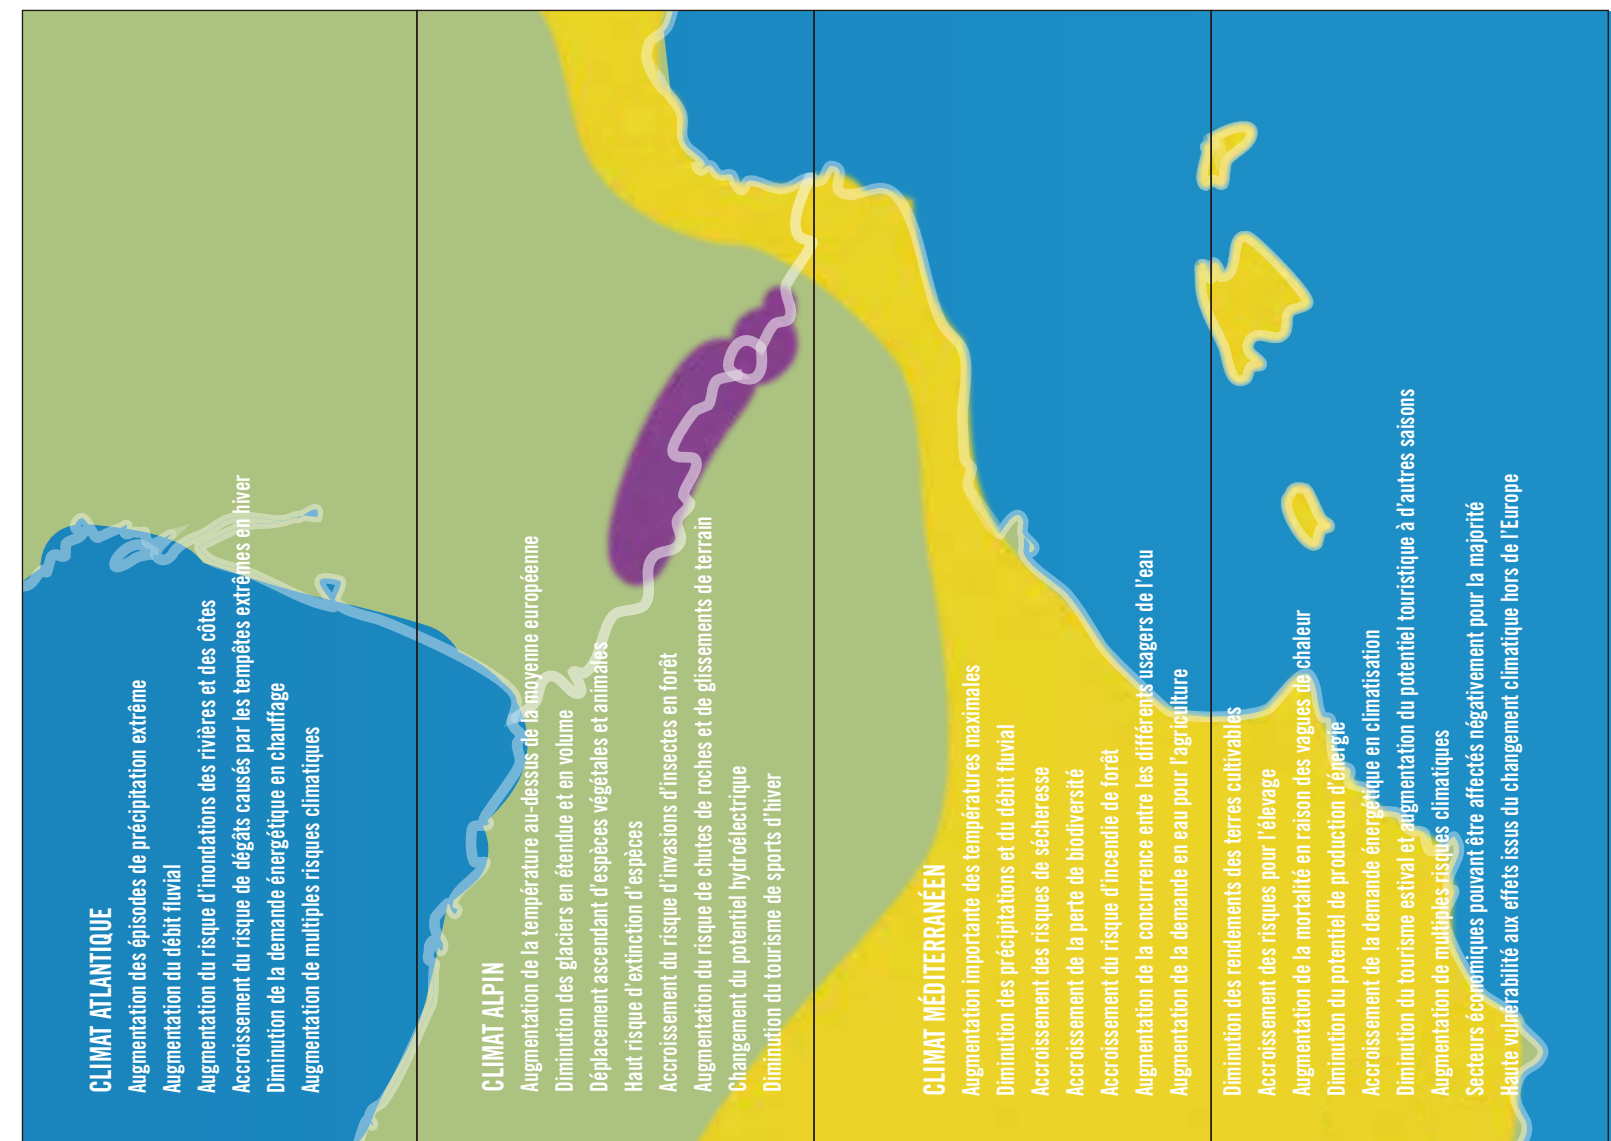 CLIMAT ATLANTIQUE
Augmentation des épisodes de précipitation extrême
Augmentation du débit fluvial
Augmentation du risque d'inondations des rivières et des côtes
Accroissement du risque de dégâts causés par les tempêtes extrêmes en hiver
Diminution de la demande énergétique en chauffage
Augmentation de multiples risques climatiques
CLIMAT ALPIN
Augmentation de la température au-dessus de la moyenne européenne
Diminution des glaciers en étendue et en volume
Déplacement ascendant d'espèces végétales et animales
Haut risque d'extinction d'espèces
Accroissement du risque d'invasions d'insectes en forêt
Augmentation du risque de chutes de roches et de glissements de terrain
Changement du potentiel hydroélectrique
Diminution du tourisme de sports d'hiver
CLIMAT MÉDITERRANÉEN
Augmentation importante des températures maximales
Diminution des précipitations et du débit fluvial
Accroissement des risques de sécheresse
Accroissement de la perte de biodiversité
Accroissement du risque d'incendie de forêt
Augmentation de la concurrence entre les différents usagers de l'eau
Augmentation de la demande en eau pour l'agriculture
Diminution des rendements des terres cultivables
Accroissement des risques pour l'élevage
Augmentation de la mortalité en raison des vagues de chaleur
Diminution du potentiel de production d'énergie
Accroissement de la demande énergétique en climatisation
Diminution du tourisme estival et augmentation du potentiel touristique à d'autres saisons
Augmentation de multiples risques climatiques
Secteurs économiques pouvant être affectés négativement pour la majorité
Haute vulnérabilité aux effets issus du changement climatique hors de l'Europe